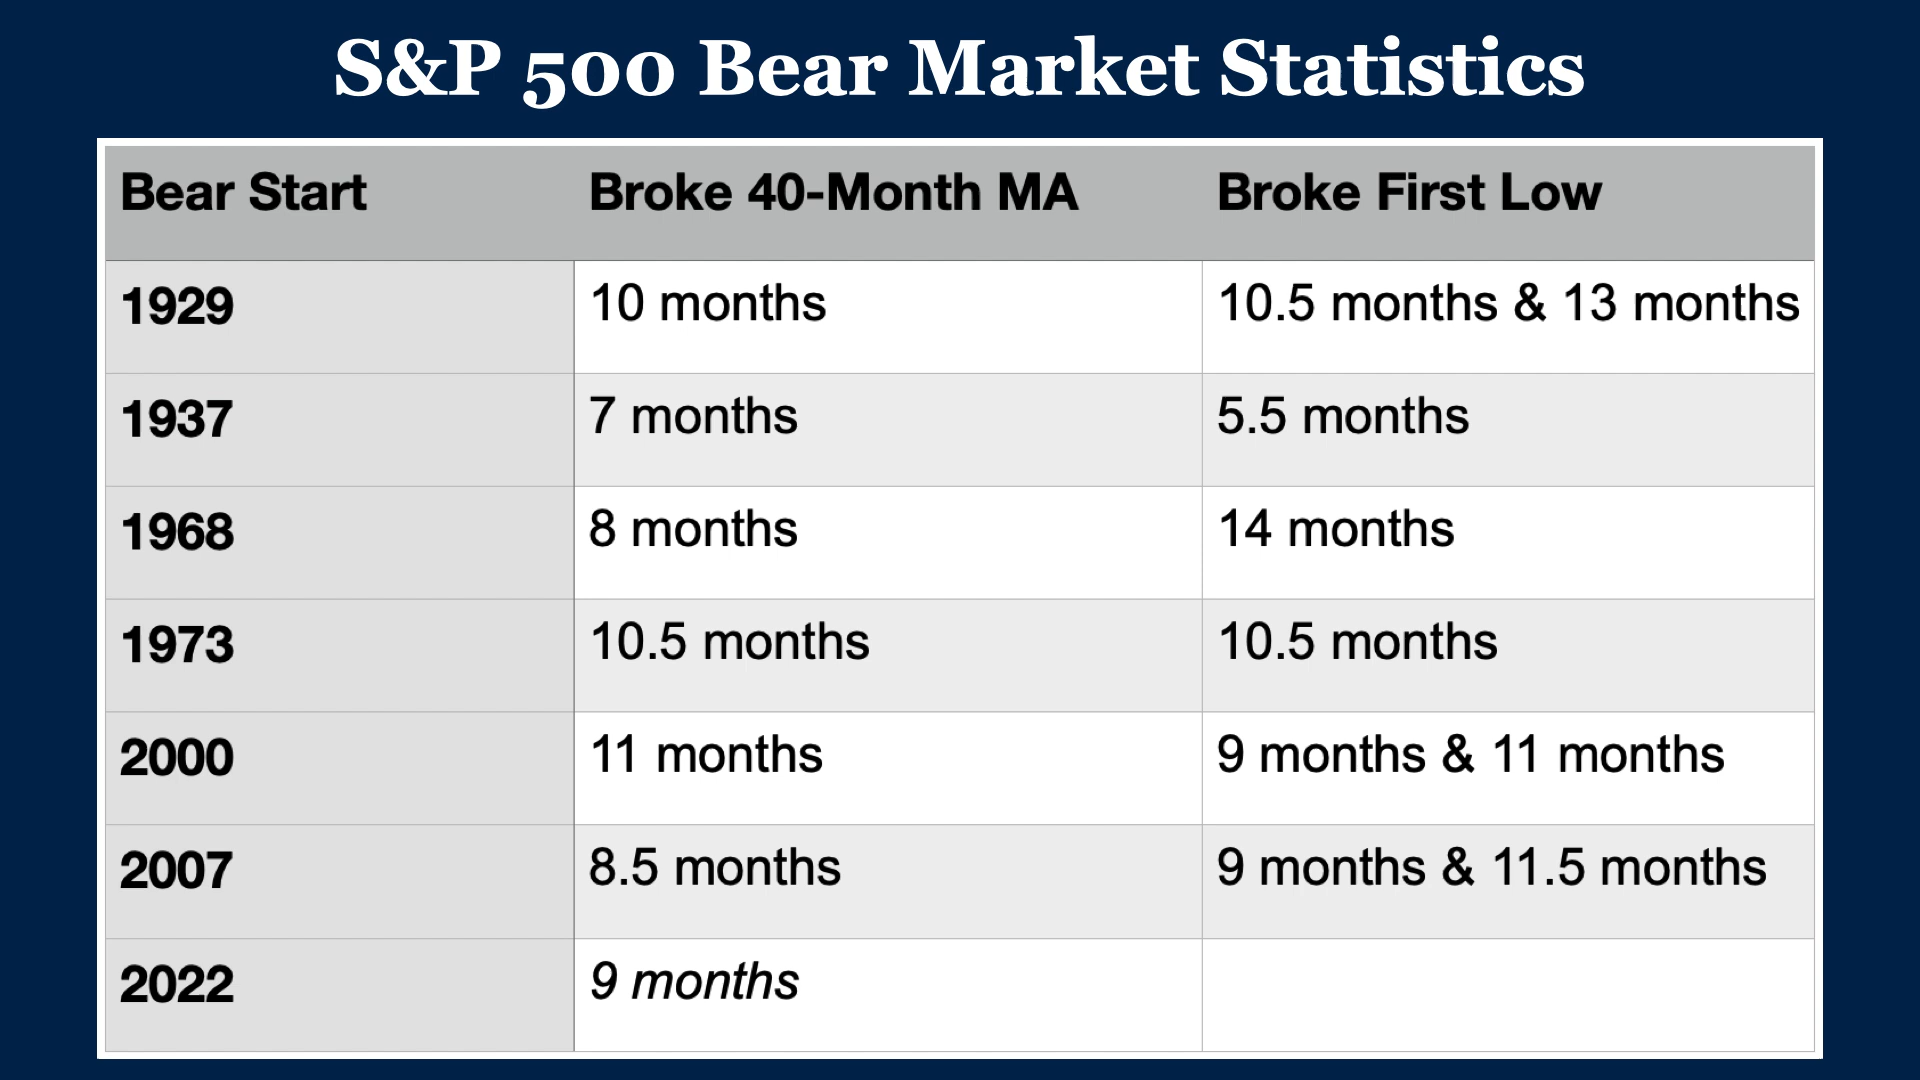 S&P 500 Bear Market Statistics
Bear Start Broke 40-Month MA Broke First Low
1929 10 months 10.5 months & 13 months
1937 7 months 5.5 months
1968 8 months 14 months
1973 10.5 months 10.5 months
2000 11 months 9 months & 11 months
2007 8.5 months 9 months & 11.5 months
2022 9 months